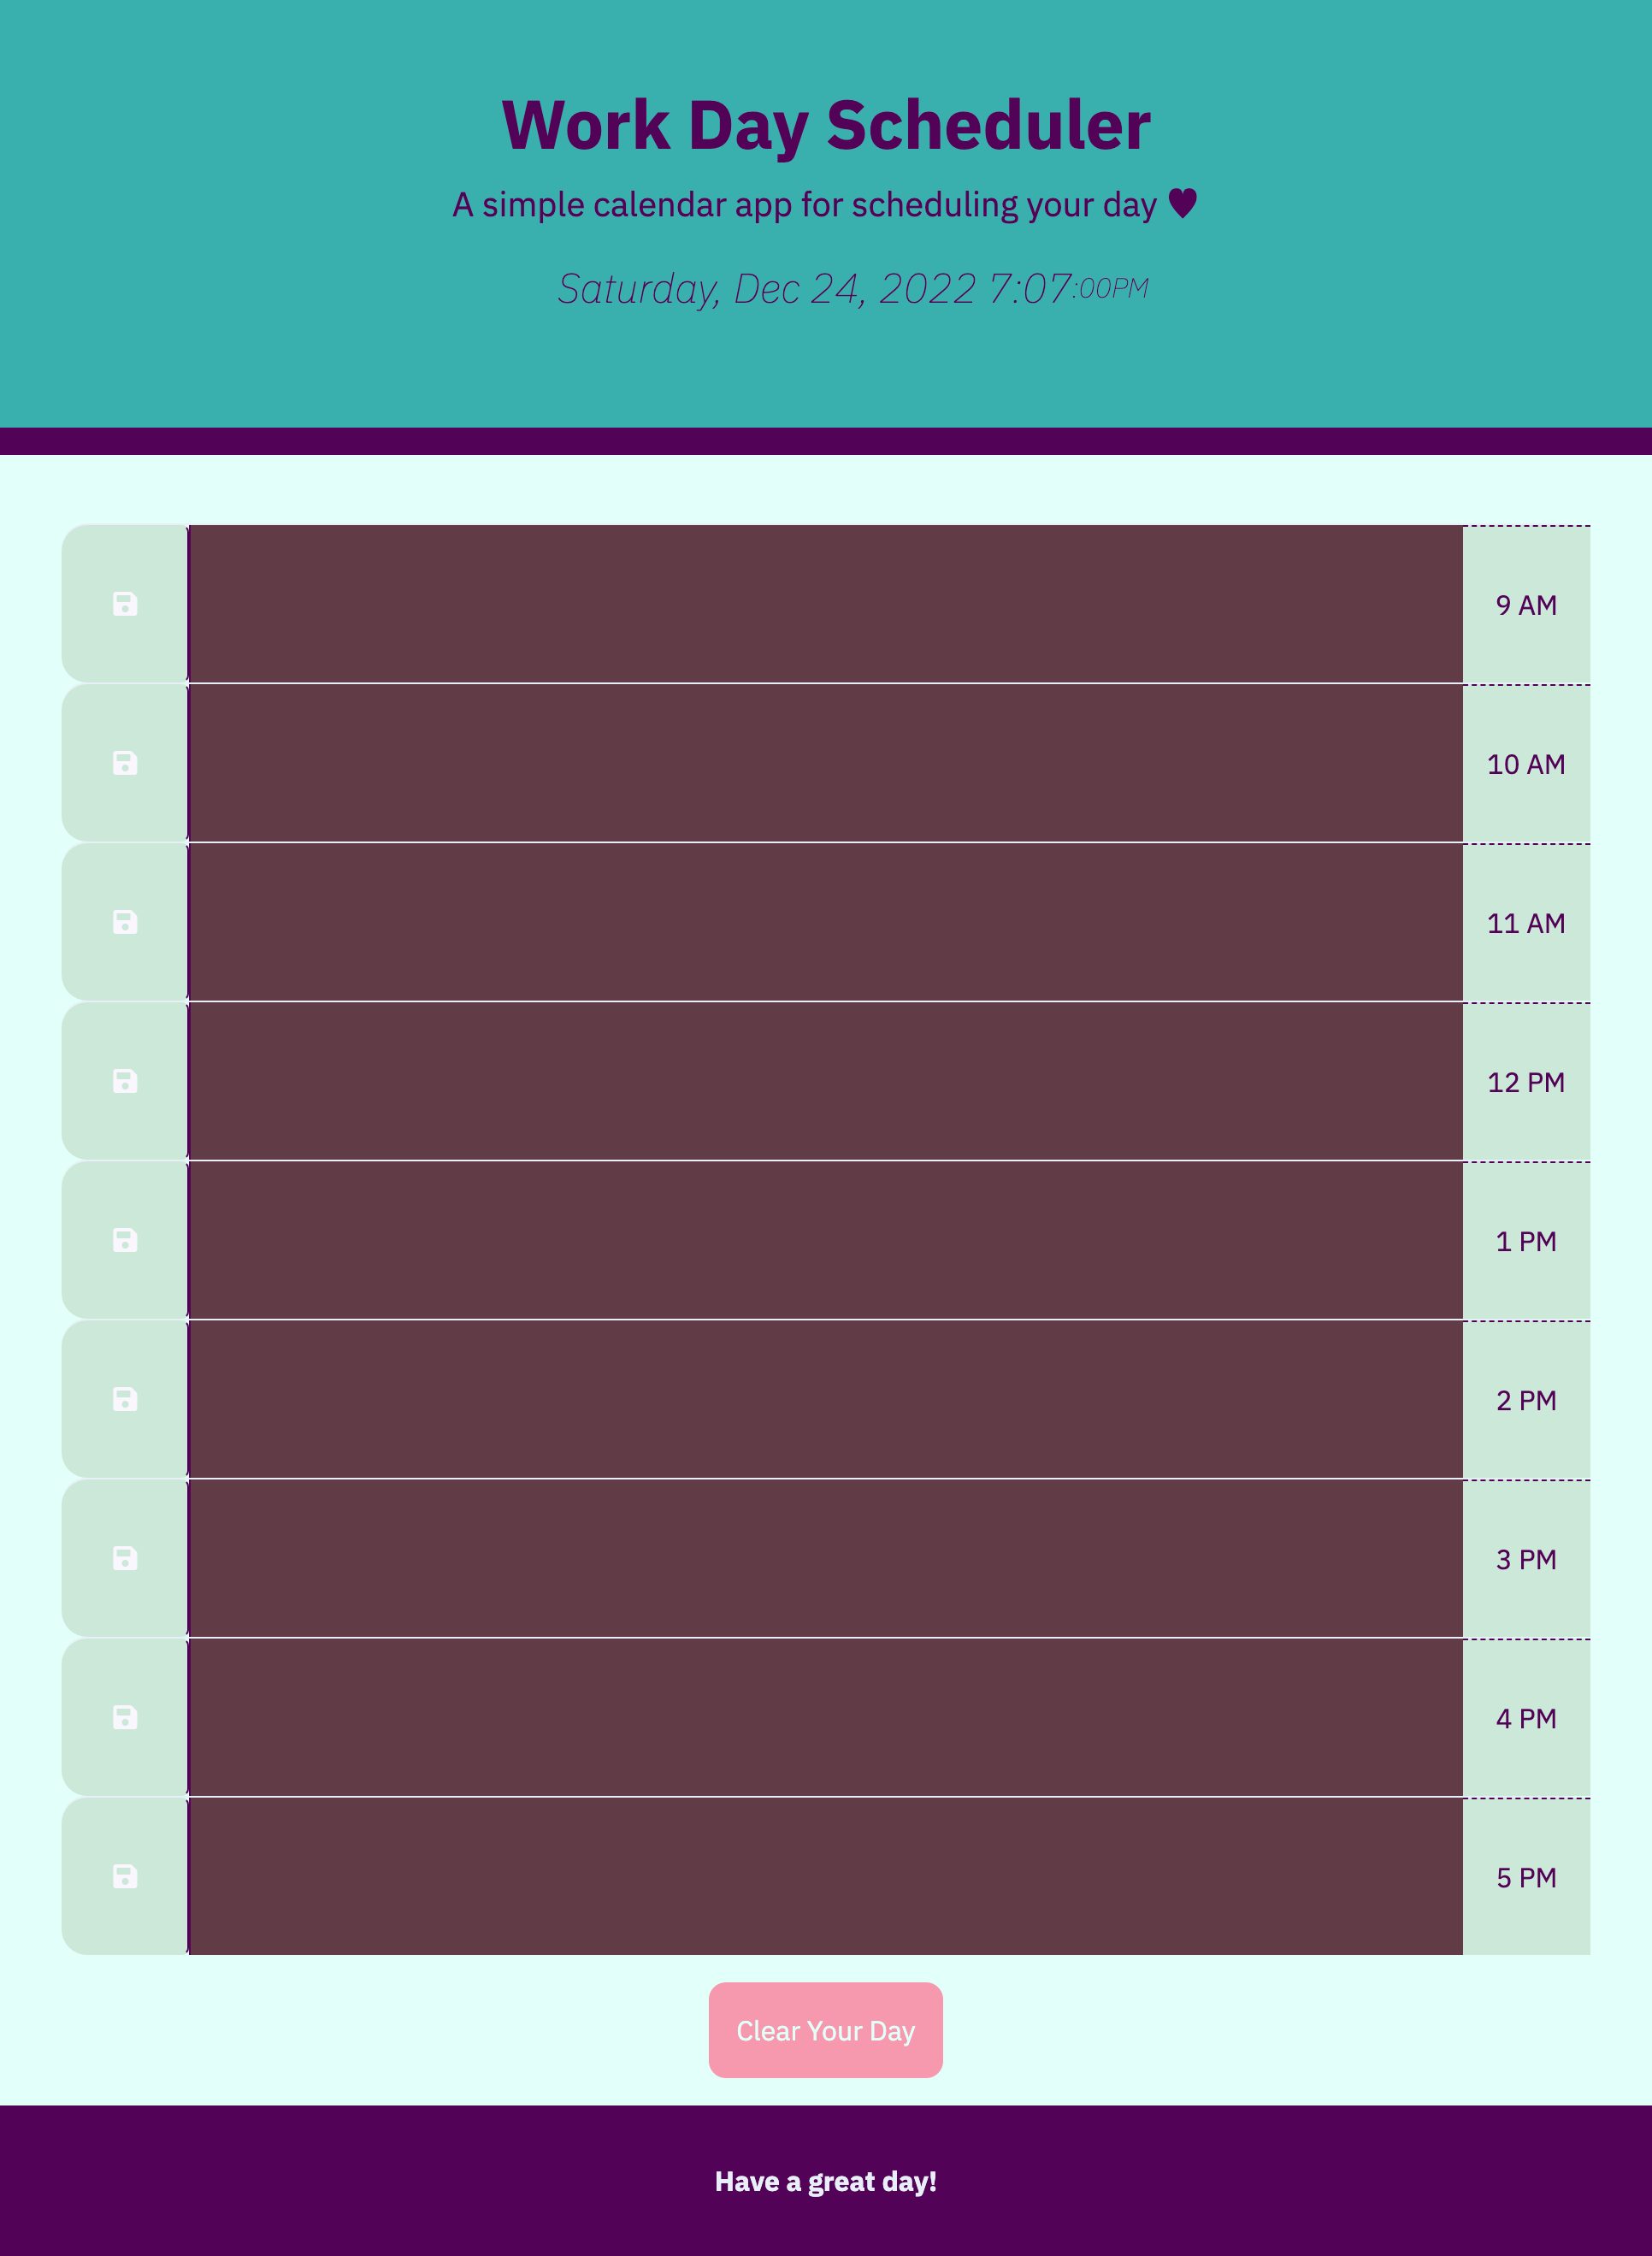 Work Day Scheduler
A simple calendar app for scheduling your day ♥
Saturday, Dec 24, 2022 7:07:00PM
9 AM
10 AM
11 AM
12 PM
1 PM
2 PM
3 PM
4 PM
5 PM
Clear Your Day
Have a great day!